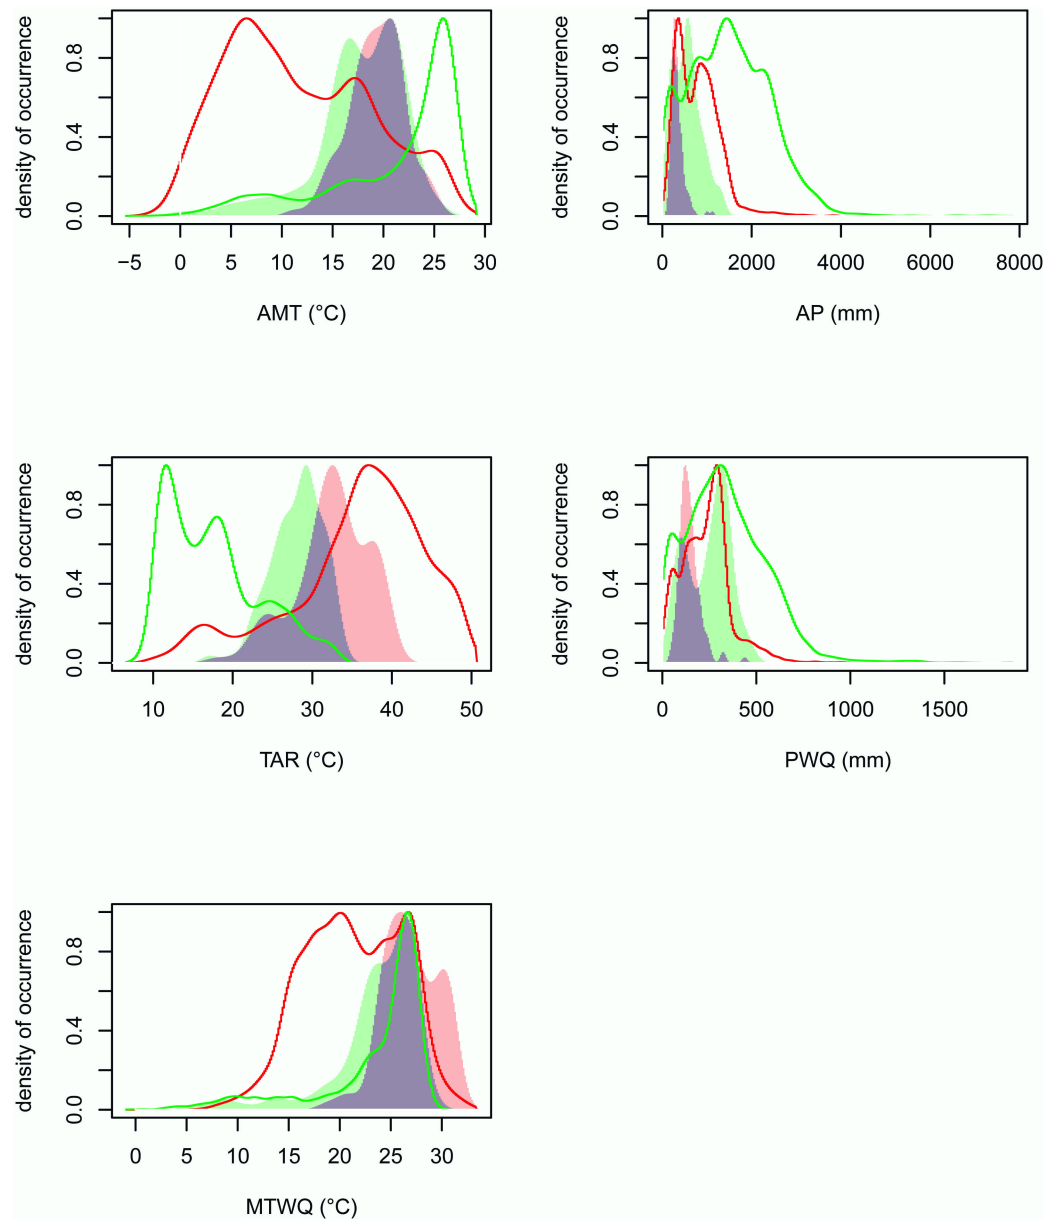 density of occurrence
0.0 0.4 0.8
−5 0 5 10 15 20 25 30
AMT (°C)
density of occurrence
0.0 0.4 0.8
0 2000 4000 6000 8000
AP (mm)
density of occurrence
0.0 0.4 0.8
10 20 30 40 50
TAR (°C)
density of occurrence
0.0 0.4 0.8
0 500 1000 1500
PWQ (mm)
density of occurrence
0.0 0.4 0.8
0 5 10 15 20 25 30
MTWQ (°C)